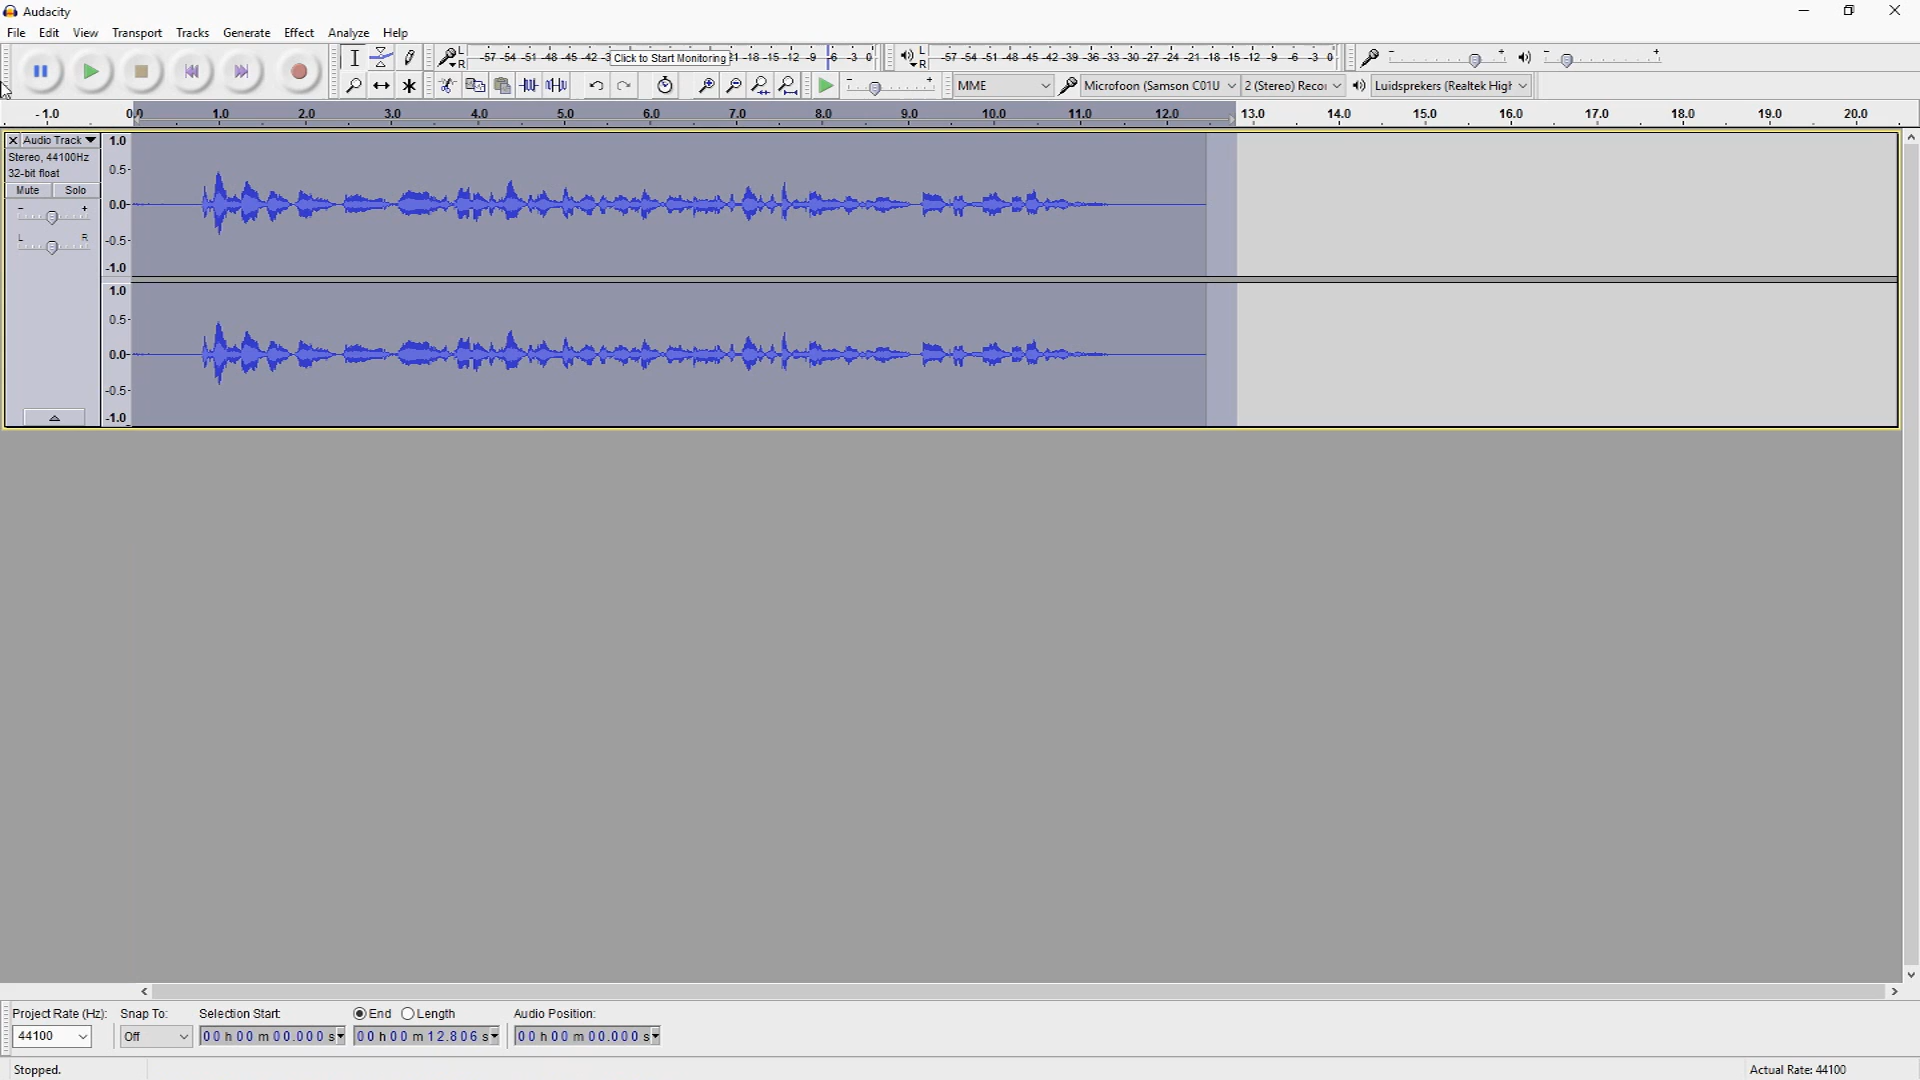 Audacity
File Edit View Transport Tracks Generate Effect Analyze Help
L R -57 -54 -51 -48 -45 -42 -3 Click to Start Monitoring -18 -15 -12 -9 -6 -3 0 L R -57 -54 -51 -48 -45 -42 -39 -36 -33 -30 -27 -24 -21 -18 -15 -12 -9 -6 -3 0 - + - +
- + MME Microfoon (Samson C01U 2 (Stereo) Recor Luidsprekers (Realtek High
-1.0 0.0 1.0 2.0 3.0 4.0 5.0 6.0 7.0 8.0 9.0 10.0 11.0 12.0 13.0 14.0 15.0 16.0 17.0 18.0 19.0 20.0
Audio Track
Stereo, 44100Hz
32-bit float
Mute Solo
- +
L R
1.0
0.5-
0.0-
-0.5-
-1.0
1.0
0.5-
0.0-
-0.5-
-1.0
Project Rate (Hz): Snap To: Selection Start: End Length Audio Position:
44100 Off 00 h 00 m 00.000 s 00 h 00 m 12.806 s 00 h 00 m 00.000 s
Stopped. Actual Rate: 44100